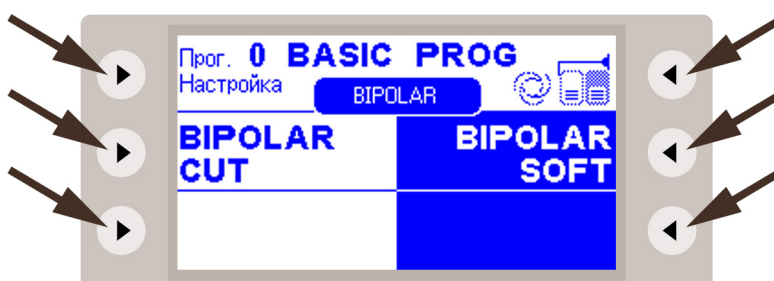 Прог. 0 BASIC PROG
Настройка
BIPOLAR
BIPOLAR CUT
BIPOLAR SOFT